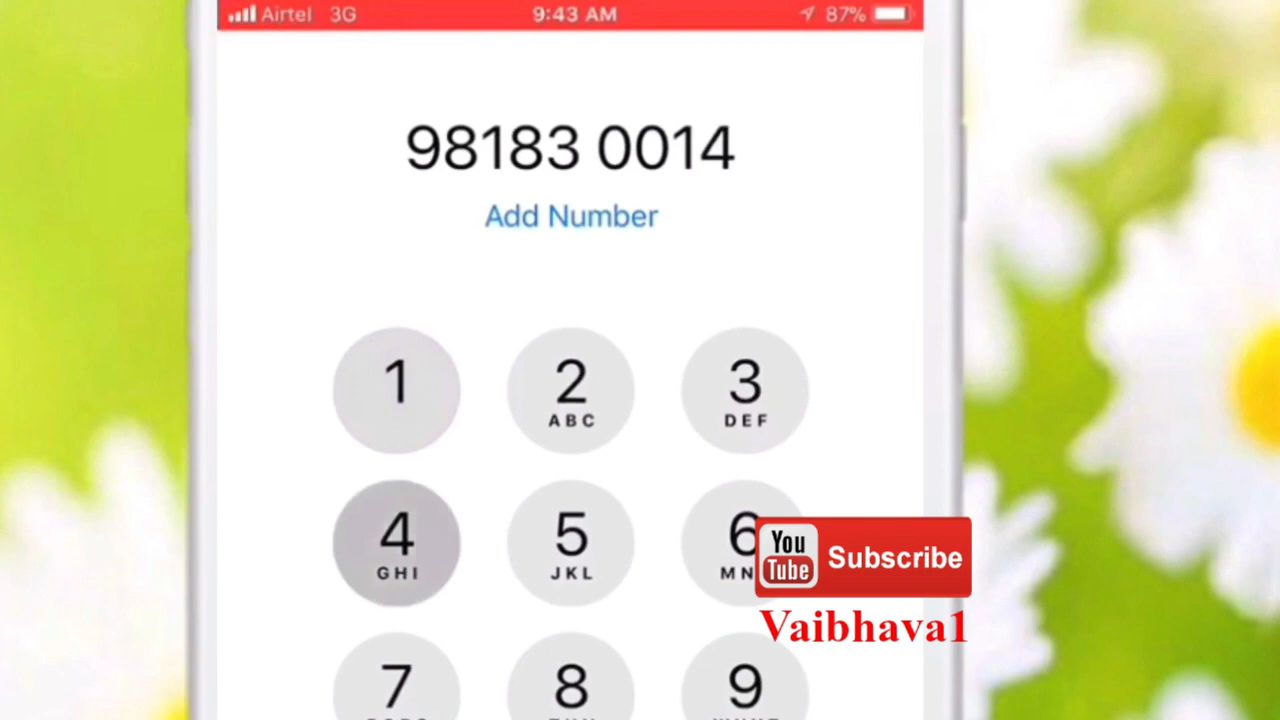 Airtel 3G 9:43 AM 87%
98183 0014
Add Number
1 2 3
ABC DEF
4 5 6
GHI JKL MN
You Tube Subscribe
Vaibhava1
7 8 9